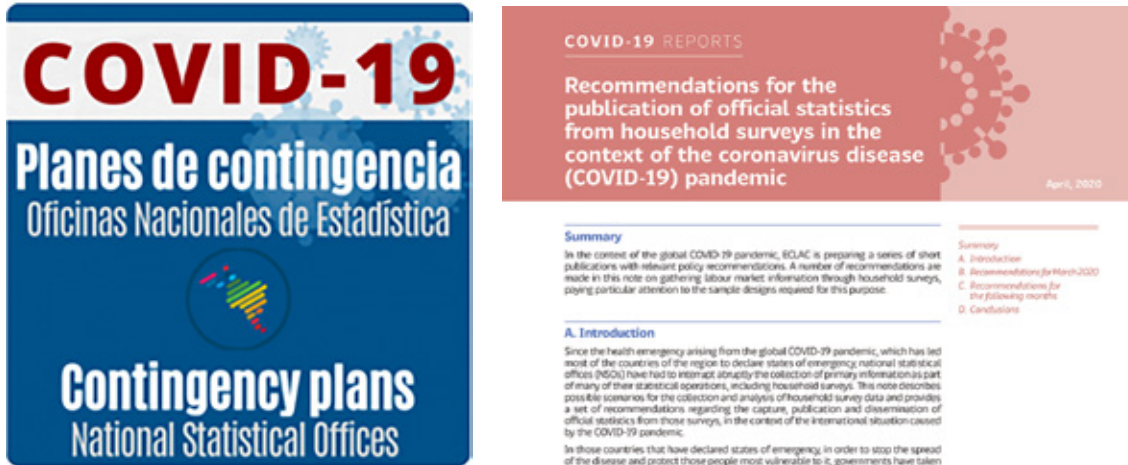 COVID-19
Planes de contingencia
Oficinas Nacionales de Estadística
Contingency plans
National Statistical Offices
COVID-19 REPORTS
Recommendations for the
publication of official statistics
from household surveys in the
context of the coronavirus disease
(COVID-19) pandemic
April, 2020
Summary
In the context of the global COVID-19 pandemic, ECLAC is preparing a series of short
publications with relevant policy recommendations. A number of recommendations are
made in this note on gathering labour market information through household surveys,
paying particular attention to the sample designs required for this purpose.
A. Introduction
Since the health emergency arising from the global COVID-19 pandemic, which has led
most of the countries of the region to declare states of emergency, national statistical
offices (NSOs) have had to interrupt abruptly the collection of primary information as part
of many of their statistical operations, including household surveys. This note describes
possible scenarios for the collection and analysis of household survey data and provides
a set of recommendations regarding the capture, publication and dissemination of
official statistics from those surveys, in the context of the international situation caused
by the COVID-19 pandemic.
In those countries that have declared states of emergency, in order to stop the spread
of the disease and protect those people most vulnerable to it, governments have taken
Summary
A. Introduction
B. Recommendations for March 2020
C. Recommendations for
the following months
D. Conclusions